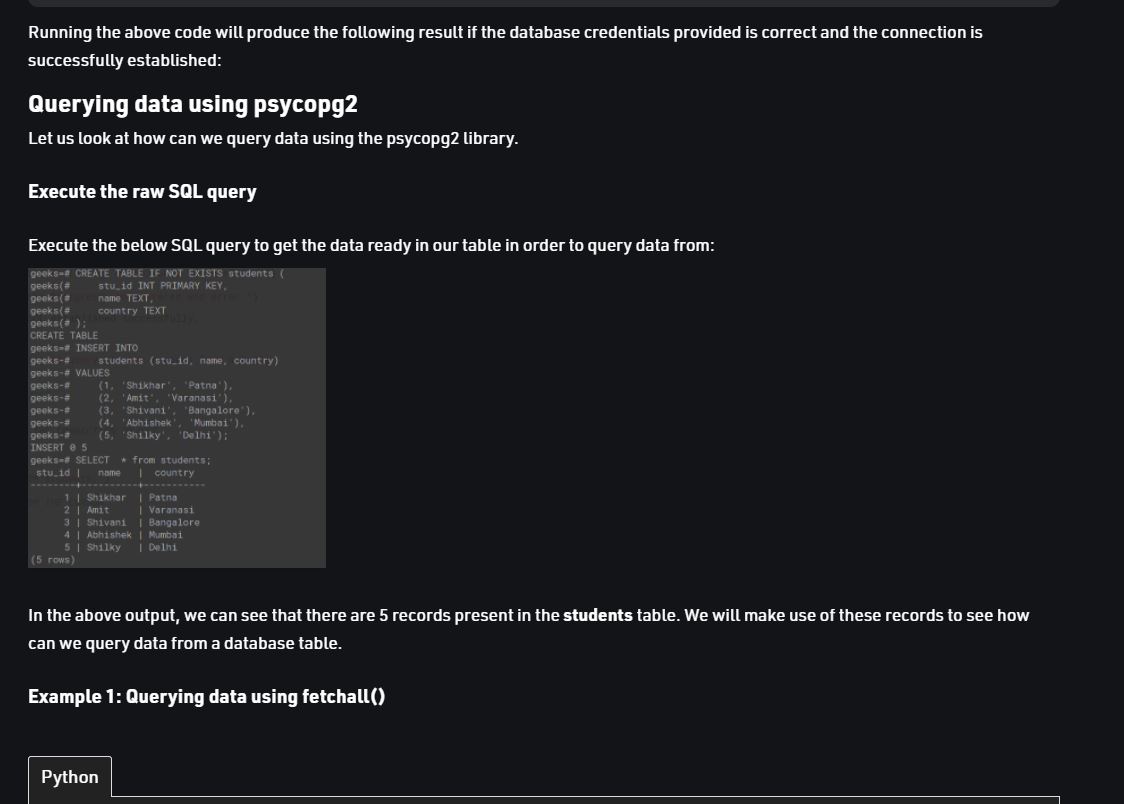 Running the above code will produce the following result if the database credentials provided is correct and the connection is
successfully established:
Querying data using psycopg2
Let us look at how can we query data using the psycopg2 library.
Execute the raw SQL query
Execute the below SQL query to get the data ready in our table in order to query data from:
geeks=# CREATE TABLE IF NOT EXISTS students (
geeks(#     stu_id INT PRIMARY KEY,
geeks(#     name TEXT,
geeks(#     country TEXT
geeks(# );
CREATE TABLE
geeks=# INSERT INTO
geeks-#     students (stu_id, name, country)
geeks-# VALUES
geeks-#     (1, 'Shikhar', 'Patna'),
geeks-#     (2, 'Amit', 'Varanasi'),
geeks-#     (3, 'Shivani', 'Bangalore'),
geeks-#     (4, 'Abhishek', 'Mumbai'),
geeks-#     (5, 'Shilky', 'Delhi');
INSERT 0 5
geeks=# SELECT  * from students;
 stu_id |   name   |  country
--------+----------+-----------
      1 | Shikhar  | Patna
      2 | Amit     | Varanasi
      3 | Shivani  | Bangalore
      4 | Abhishek | Mumbai
      5 | Shilky   | Delhi
(5 rows)
In the above output, we can see that there are 5 records present in the students table. We will make use of these records to see how
can we query data from a database table.
Example 1: Querying data using fetchall()
Python